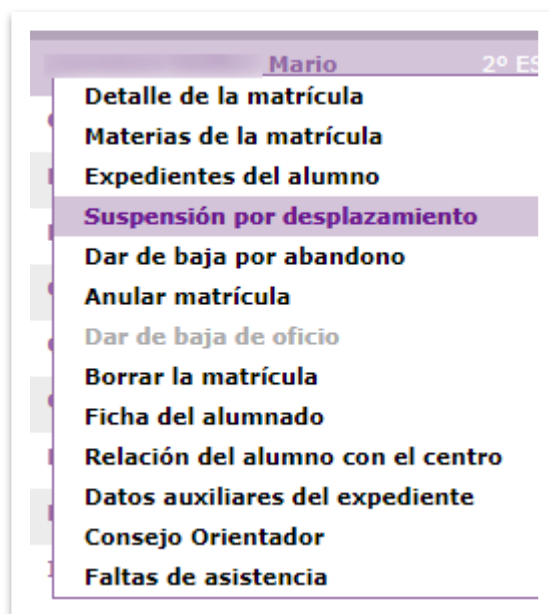 Mario 2º ES
Detalle de la matrícula
Materias de la matrícula
Expedientes del alumno
Suspensión por desplazamiento
Dar de baja por abandono
Anular matrícula
Dar de baja de oficio
Borrar la matrícula
Ficha del alumnado
Relación del alumno con el centro
Datos auxiliares del expediente
Consejo Orientador
Faltas de asistencia